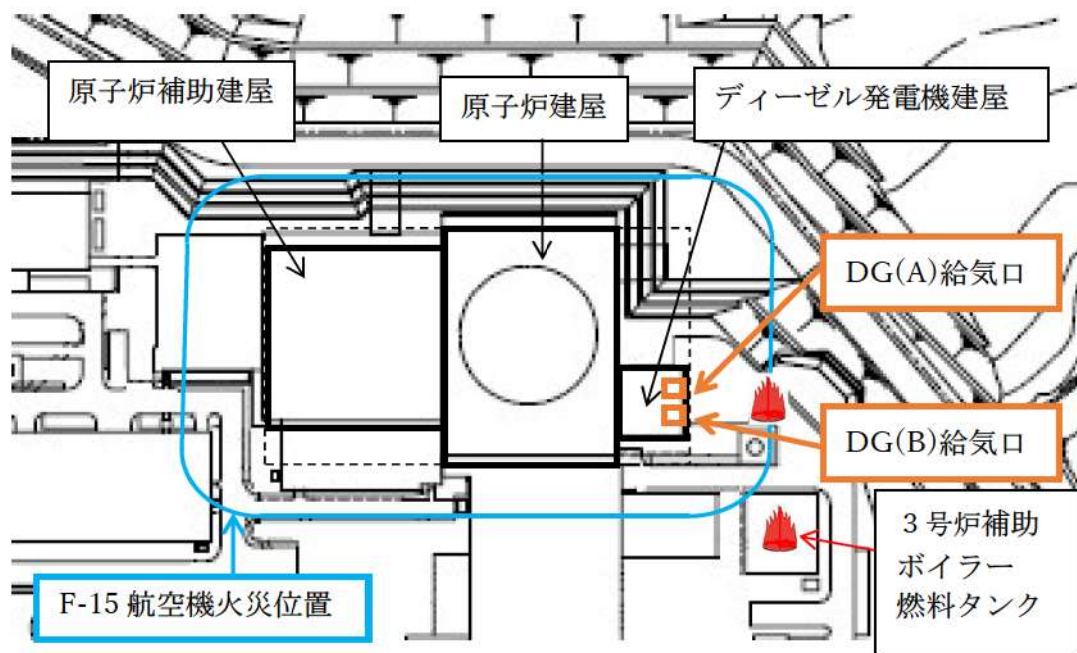 原子炉補助建屋
原子炉建屋
ディーゼル発電機建屋
DG(A)給気口
DG(B)給気口
3号炉補助
ボイラー
燃料タンク
F-15 航空機火災位置